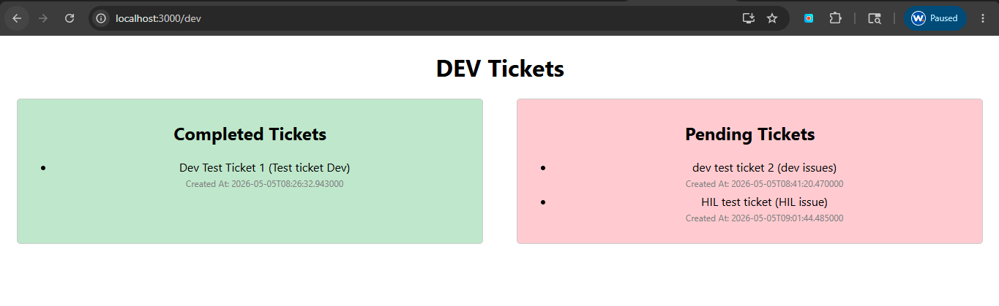 localhost:3000/dev
Paused
DEV Tickets
Completed Tickets
Dev Test Ticket 1 (Test ticket Dev)
Created At: 2026-05-05T08:26:32.943000
Pending Tickets
dev test ticket 2 (dev issues)
Created At: 2026-05-05T08:41:20.470000
HIL test ticket (HIL issue)
Created At: 2026-05-05T09:01:44.485000